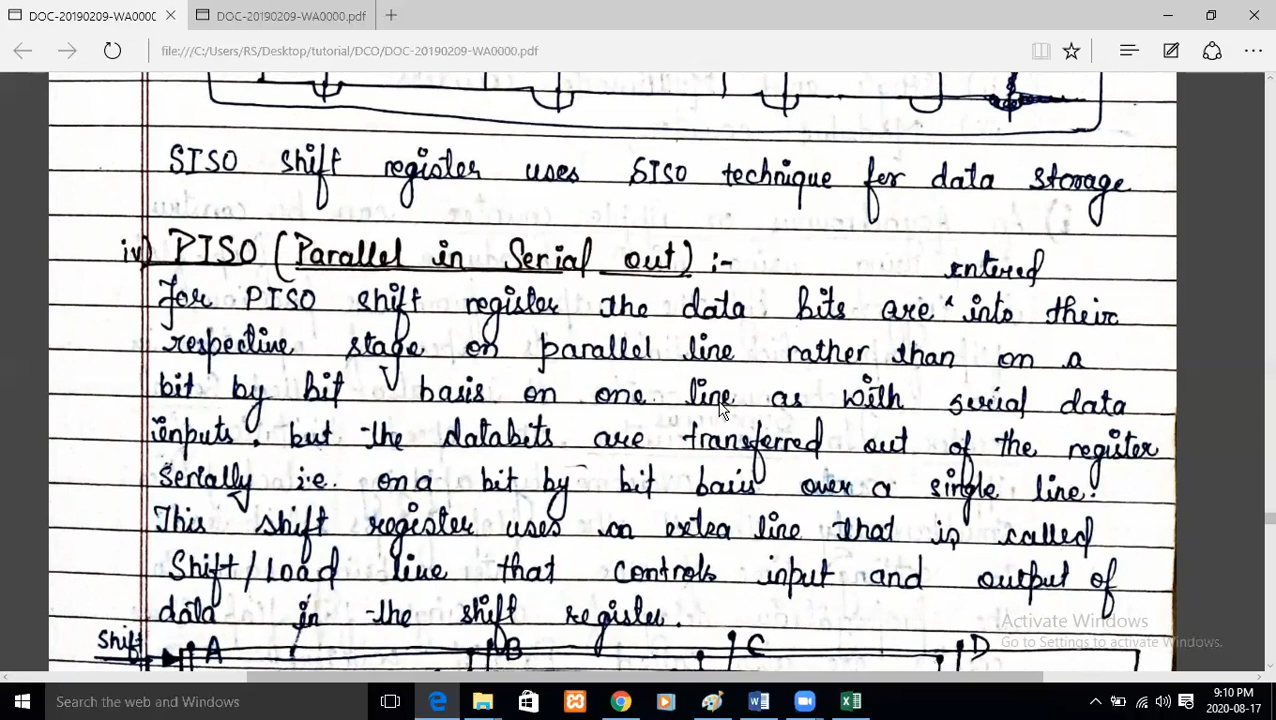 DOC-20190209-WA0000
DOC-20190209-WA0000.pdf
file:///C:/Users/RS/Desktop/tutorial/DCO/DOC-20190209-WA0000.pdf
SISO shift register uses SISO technique for data storage
iv) PISO (Parallel in Serial out) :-
entered
for PISO shift register the data bits are ^ into their
respective stage on parallel line rather than on a
bit by bit basis on one line as with serial data
inputs. but the databits are transferred out of the register
serially i.e. on a bit by bit basis over a single line.
This shift register uses an extra line that is called
Shift/Load line that controls input and output of
data in the shift register.
Shift A B C D
Activate Windows
Go to Settings to activate Windows.
Search the web and Windows
9:10 PM
2020-08-17